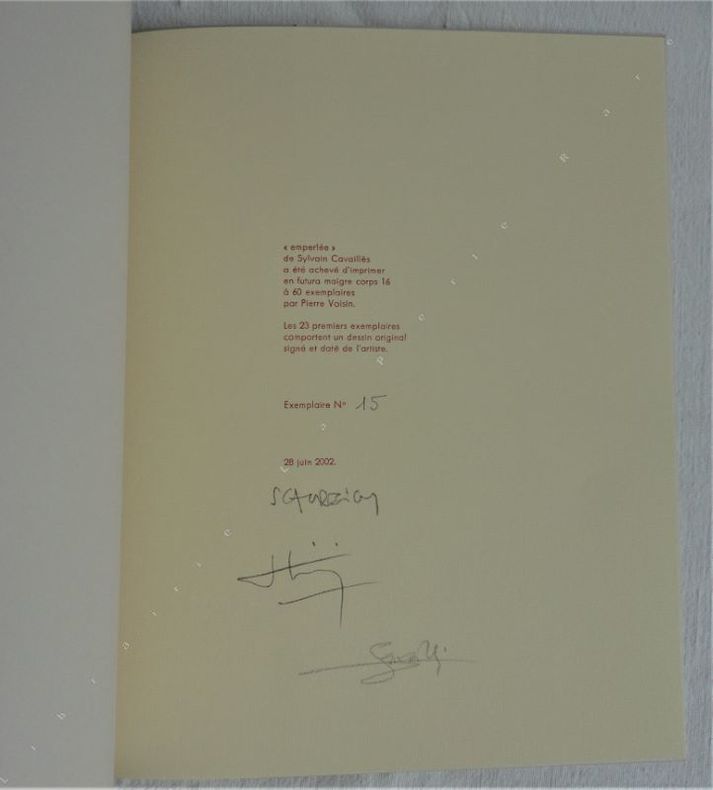 « emperlée »
de Sylvain Cavaillès
a été achevé d'imprimer
en futura maigre corps 16
à 60 exemplaires
par Pierre Voisin.
Les 23 premiers exemplaires
comportent un dessin original
signé et daté de l'artiste.
Exemplaire Nº 15
28 juin 2002.